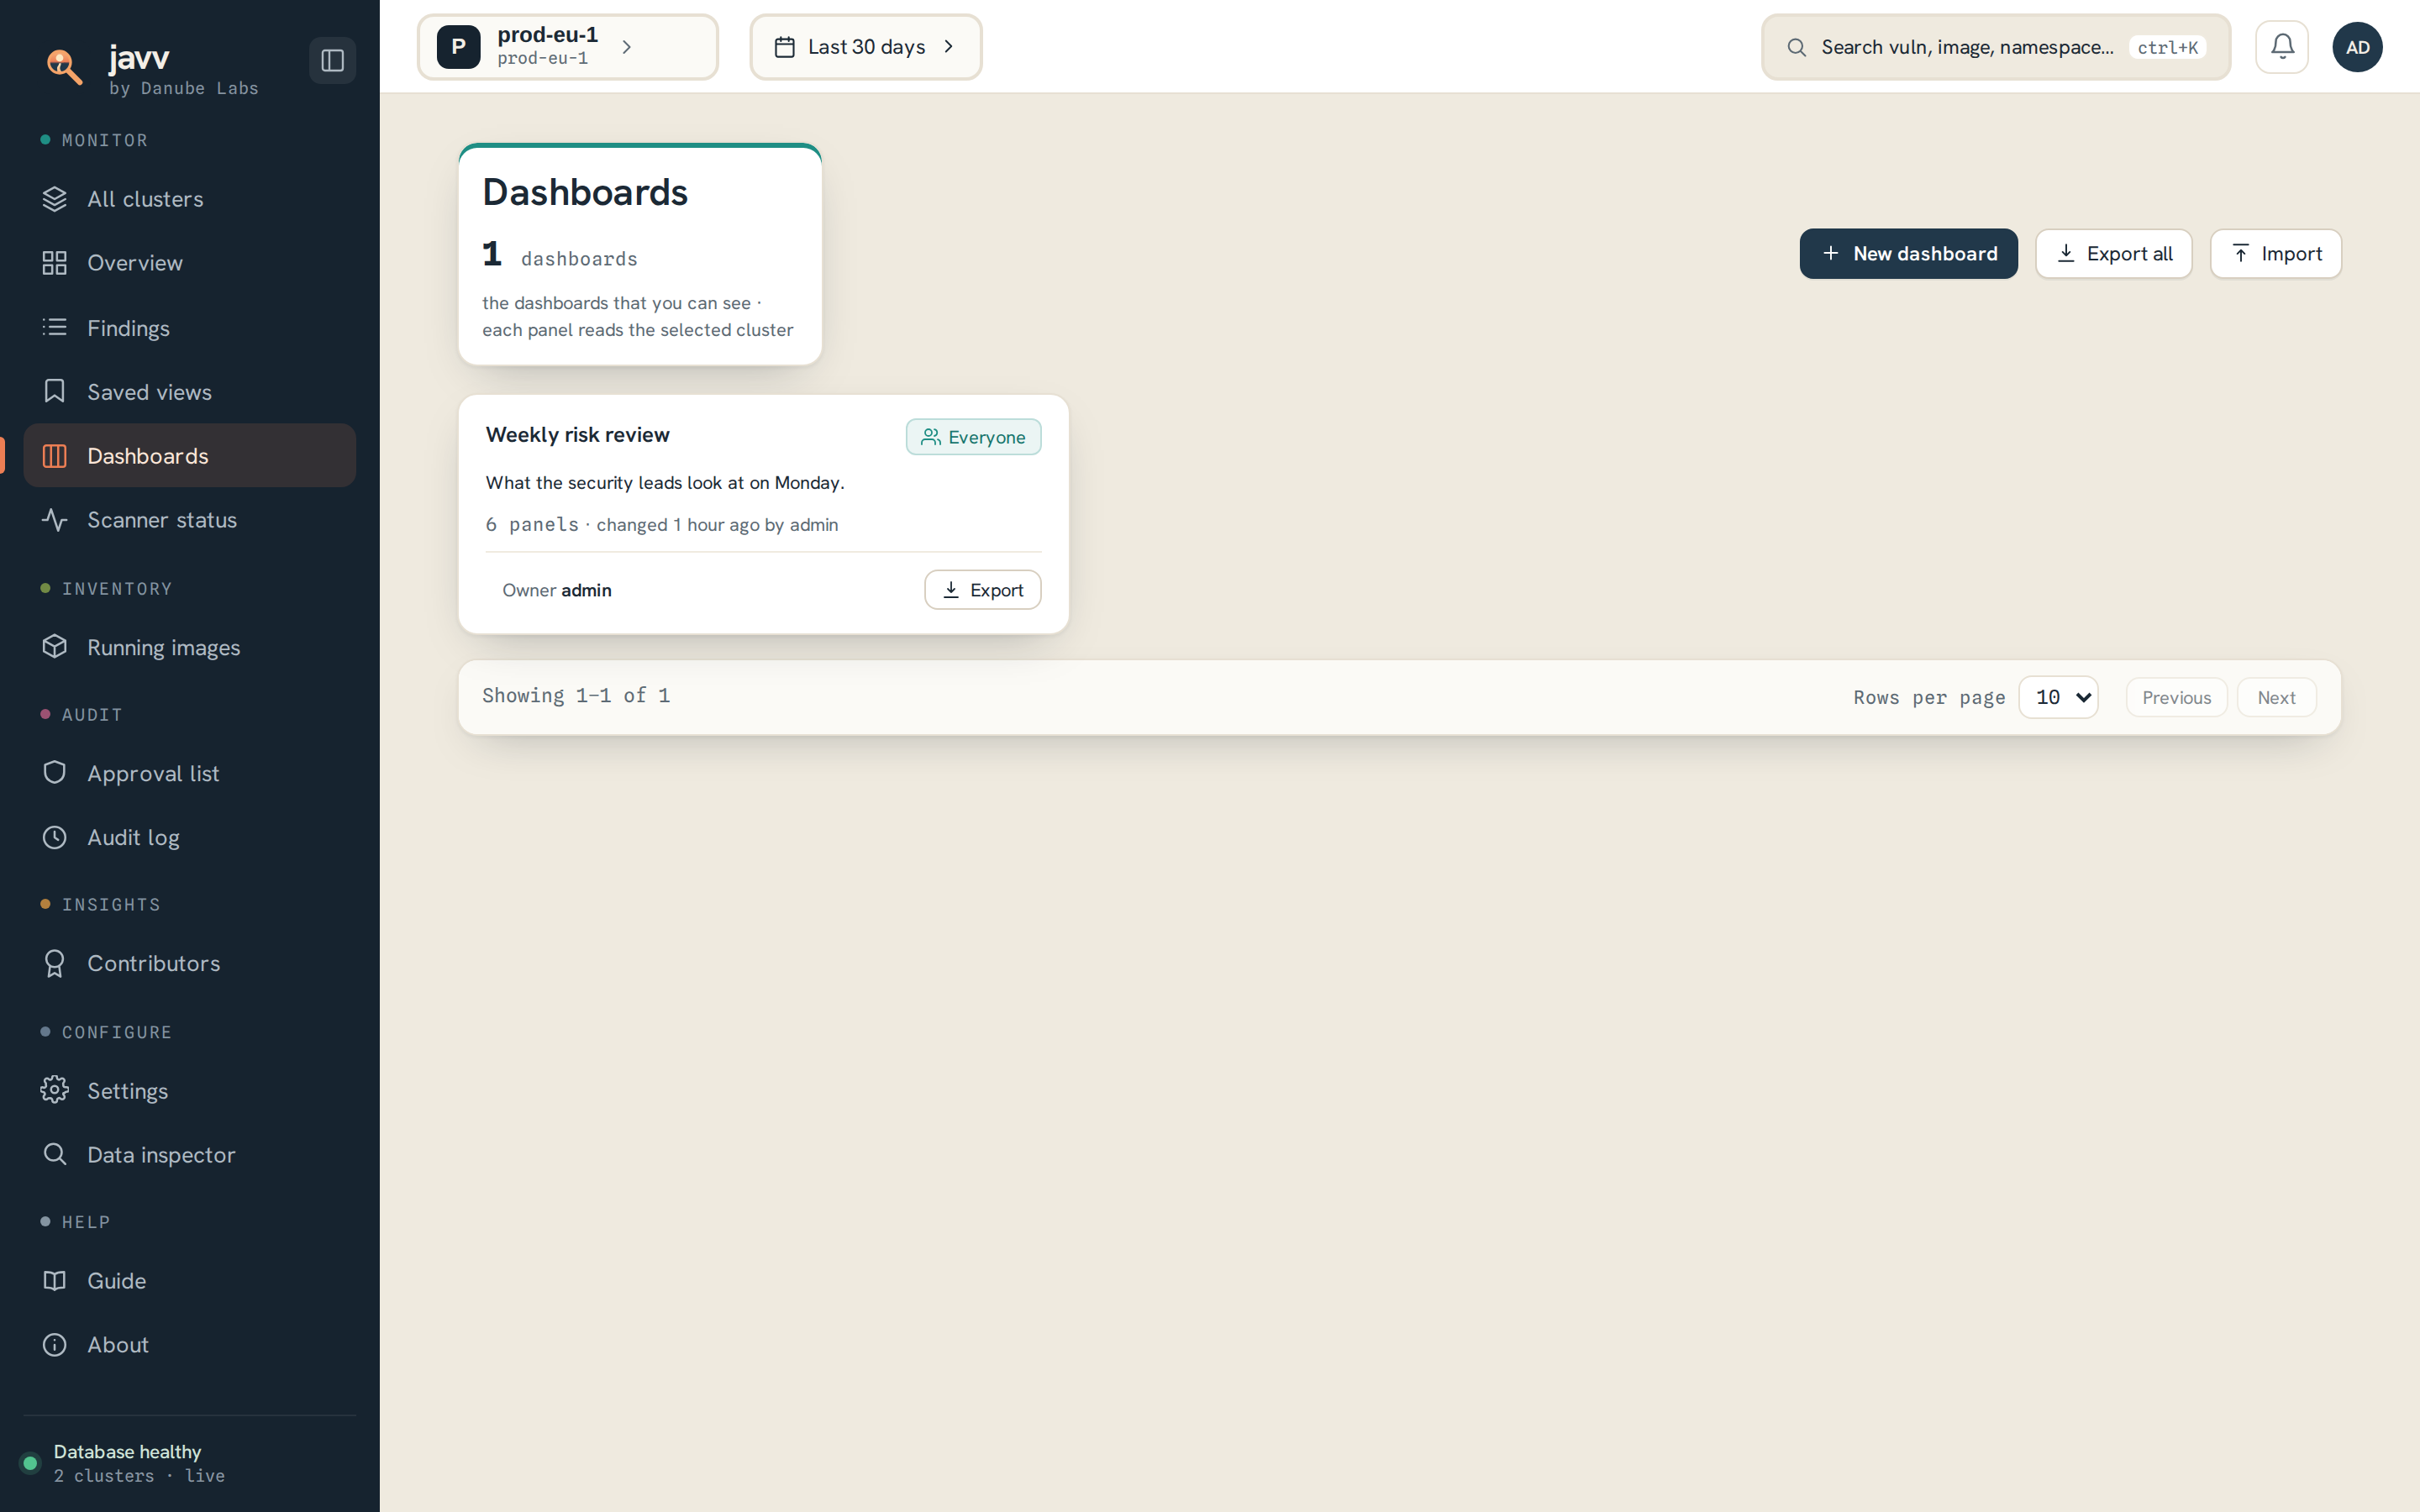 javv
by Danube Labs
MONITOR
All clusters
Overview
Findings
Saved views
Dashboards
Scanner status
INVENTORY
Running images
AUDIT
Approval list
Audit log
INSIGHTS
Contributors
CONFIGURE
Settings
Data inspector
HELP
Guide
About
Database healthy
2 clusters · live
P
prod-eu-1
prod-eu-1
Last 30 days
Search vuln, image, namespace...
ctrl+K
AD
Dashboards
1 dashboards
the dashboards that you can see ·
each panel reads the selected cluster
New dashboard
Export all
Import
Weekly risk review
Everyone
What the security leads look at on Monday.
6 panels · changed 1 hour ago by admin
Owner admin
Export
Showing 1–1 of 1
Rows per page
10
Previous
Next